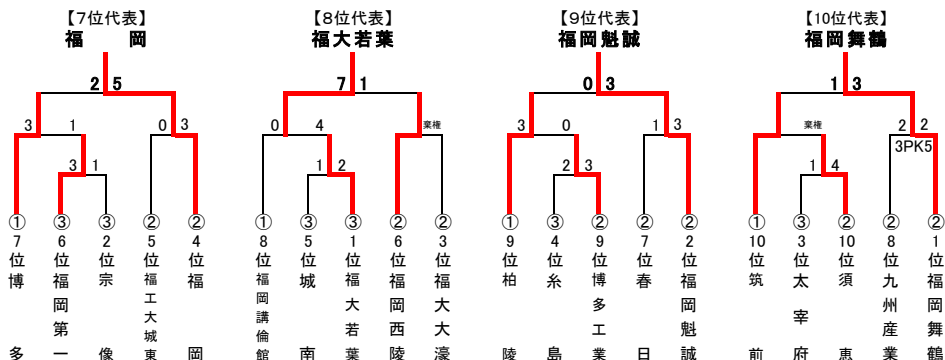 【7位代表】 【8位代表】 【9位代表】 【10位代表】
福岡 福大若葉 福岡魁誠 福岡舞鶴
2 5 7 1 0 3 1 3
3 1 0 3 0 4 棄権 3 0 1 3 棄権 2 2
3PK5
3 1 1 2 2 3 1 4
① ③ ③ ② ② ① ③ ③ ② ② ① ③ ② ② ② ① ③ ② ② ②
7位博多
6位福岡第一
2位宗像
5位福工大城東
4位福岡
8位福岡講倫館
5位城南
1位福大若葉
6位福岡西陵
3位福大大濠
9位柏陵
4位糸島
9位博多工業
7位春日
2位福岡魁誠
10位筑前
3位太宰府
10位須恵
8位九州産業
1位福岡舞鶴